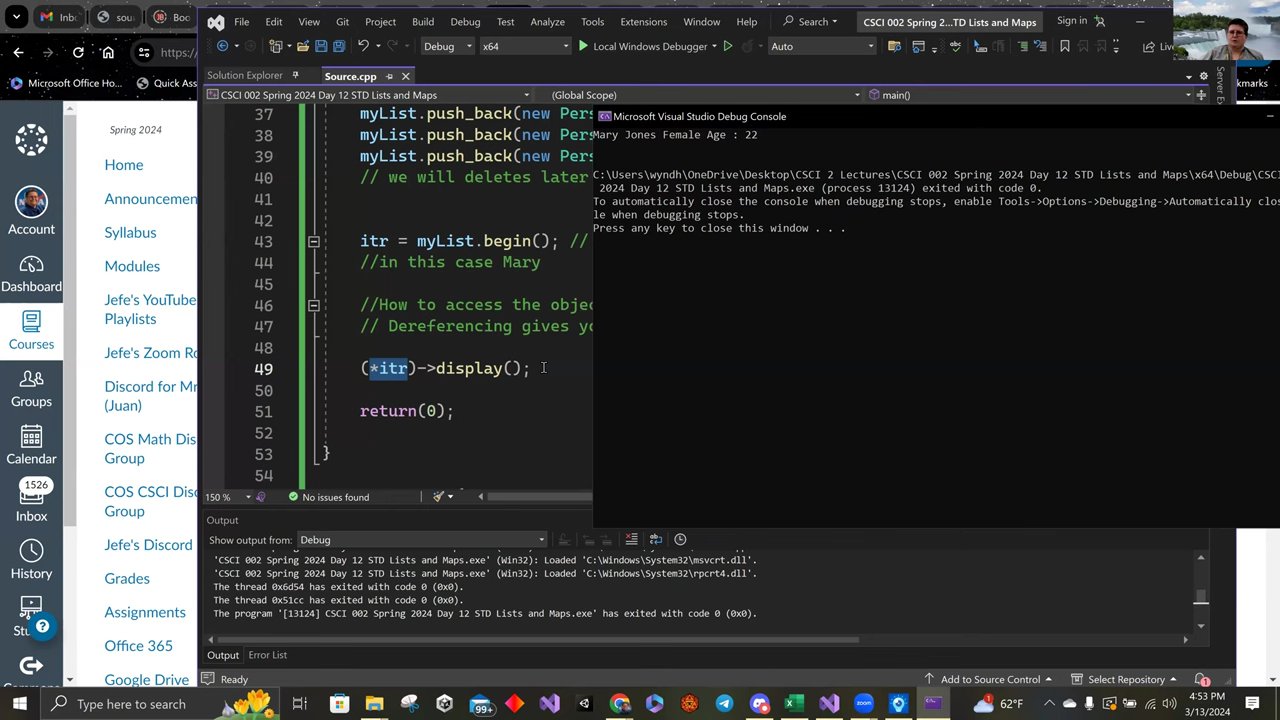 File Edit View Git Project Build Debug Test Analyze Tools Extensions Window Help Search CSCI 002 Spring 2...TD Lists and Maps Sign in
Debug x64 Local Windows Debugger Auto Live
Solution Explorer Source.cpp
CSCI 002 Spring 2024 Day 12 STD Lists and Maps (Global Scope) main()
Server E
Git
(1)
Boo
https:/
Microsoft Office Ho...
Quick Ass
kmarks
37 myList.push_back(new Pers
38 myList.push_back(new Pers
39 myList.push_back(new Pers
40 // we will deletes later
41
42
43 itr = myList.begin(); //
44 //in this case Mary
45
46 //How to access the objec
47 // Dereferencing gives yo
48
49 (*itr)->display();
50
51 return(0);
52
53 }
54
150 % No issues found
Microsoft Visual Studio Debug Console
Mary Jones Female Age : 22
C:\Users\wyndh\OneDrive\Desktop\CSCI 2 Lectures\CSCI 002 Spring 2024 Day 12 STD Lists and Maps\x64\Debug\CSC
2024 Day 12 STD Lists and Maps.exe (process 13124) exited with code 0.
To automatically close the console when debugging stops, enable Tools->Options->Debugging->Automatically clos
le when debugging stops.
Press any key to close this window . . .
Output
Show output from: Debug
'CSCI 002 Spring 2024 Day 12 STD Lists and Maps.exe' (Win32): Loaded 'C:\Windows\System32\msvcrt.dll'.
'CSCI 002 Spring 2024 Day 12 STD Lists and Maps.exe' (Win32): Loaded 'C:\Windows\System32\rpcrt4.dll'.
The thread 0x6d54 has exited with code 0 (0x0).
The thread 0x51cc has exited with code 0 (0x0).
The program '[13124] CSCI 002 Spring 2024 Day 12 STD Lists and Maps.exe' has exited with code 0 (0x0).
Output Error List
Ready Add to Source Control Select Repository 1
Account
Dashboard
Courses
Groups
Calendar
1526
Inbox
History
?
Spring 2024
Home
Announcemen
Syllabus
Modules
Jefe's YouTube
Playlists
Jefe's Zoom Ro
Discord for Mr
(Juan)
COS Math Dis
Group
COS CSCI Disc
Group
Jefe's Discord
Grades
Assignments
Office 365
Google Drive
Type here to search
99+
62°F
4:53 PM
3/13/2024